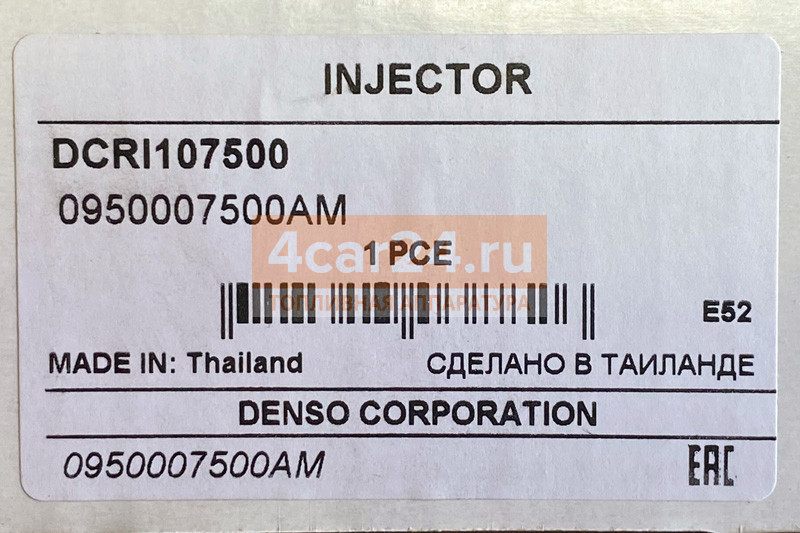 INJECTOR
DCRI107500
0950007500AM
4car24.ru
1 PCE
ТОПЛИВНАЯ АППАРАТУРА
E52
MADE IN: Thailand СДЕЛАНО В ТАИЛАНДЕ
DENSO CORPORATION
0950007500AM EAC